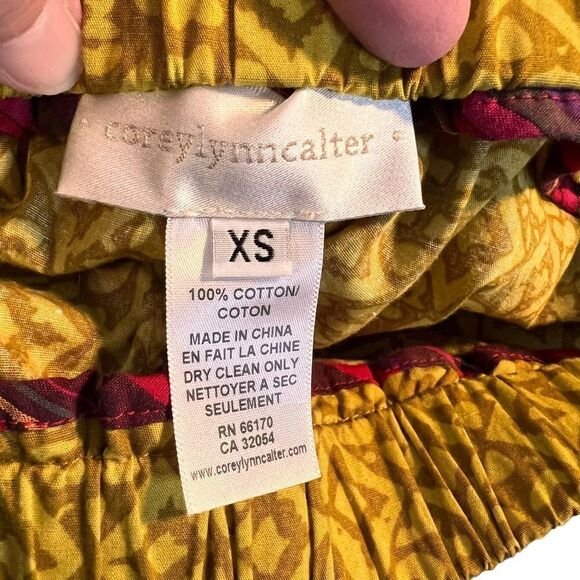 coreylynncalter
XS
100% COTTON/
COTON
MADE IN CHINA
EN FAIT LA CHINE
DRY CLEAN ONLY
NETTOYER A SEC
SEULEMENT
RN 66170
CA 32054
www.coreylynncalter.com